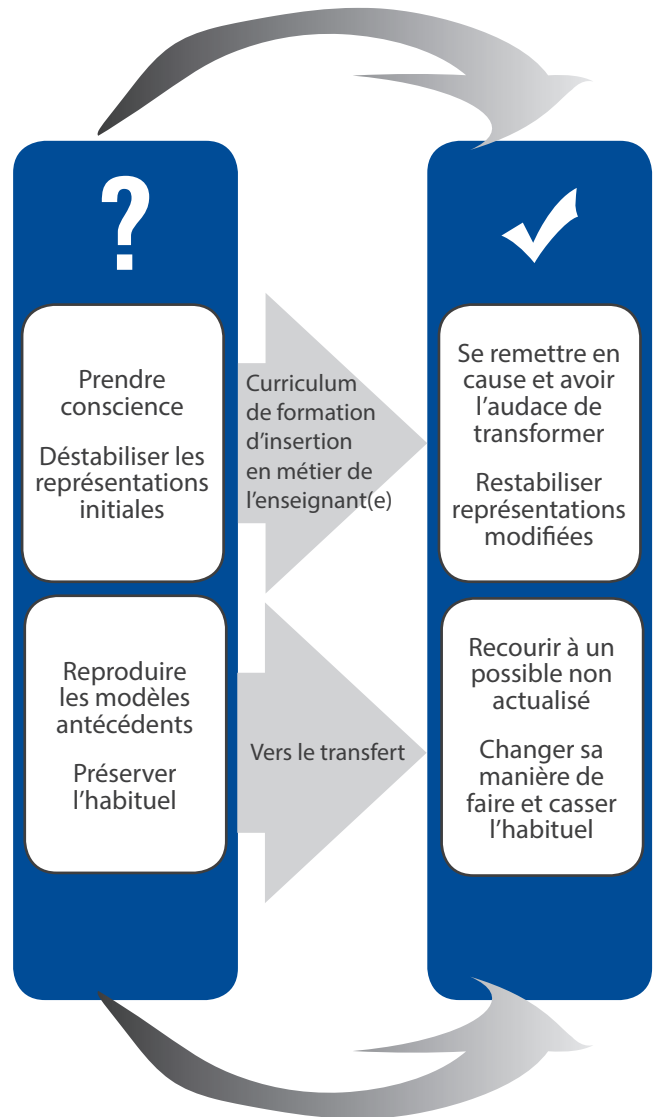 ?
Prendre
conscience
Déstabiliser les
représentations
initiales
Curriculum
de formation
d'insertion
en métier de
l'enseignant(e)
Se remettre en
cause et avoir
l'audace de
transformer
Restabiliser
représentations
modifiées
Reproduire
les modèles
antécédents
Préserver
l'habituel
Vers le transfert
Recourir à un
possible non
actualisé
Changer sa
manière de
faire et casser
l'habituel